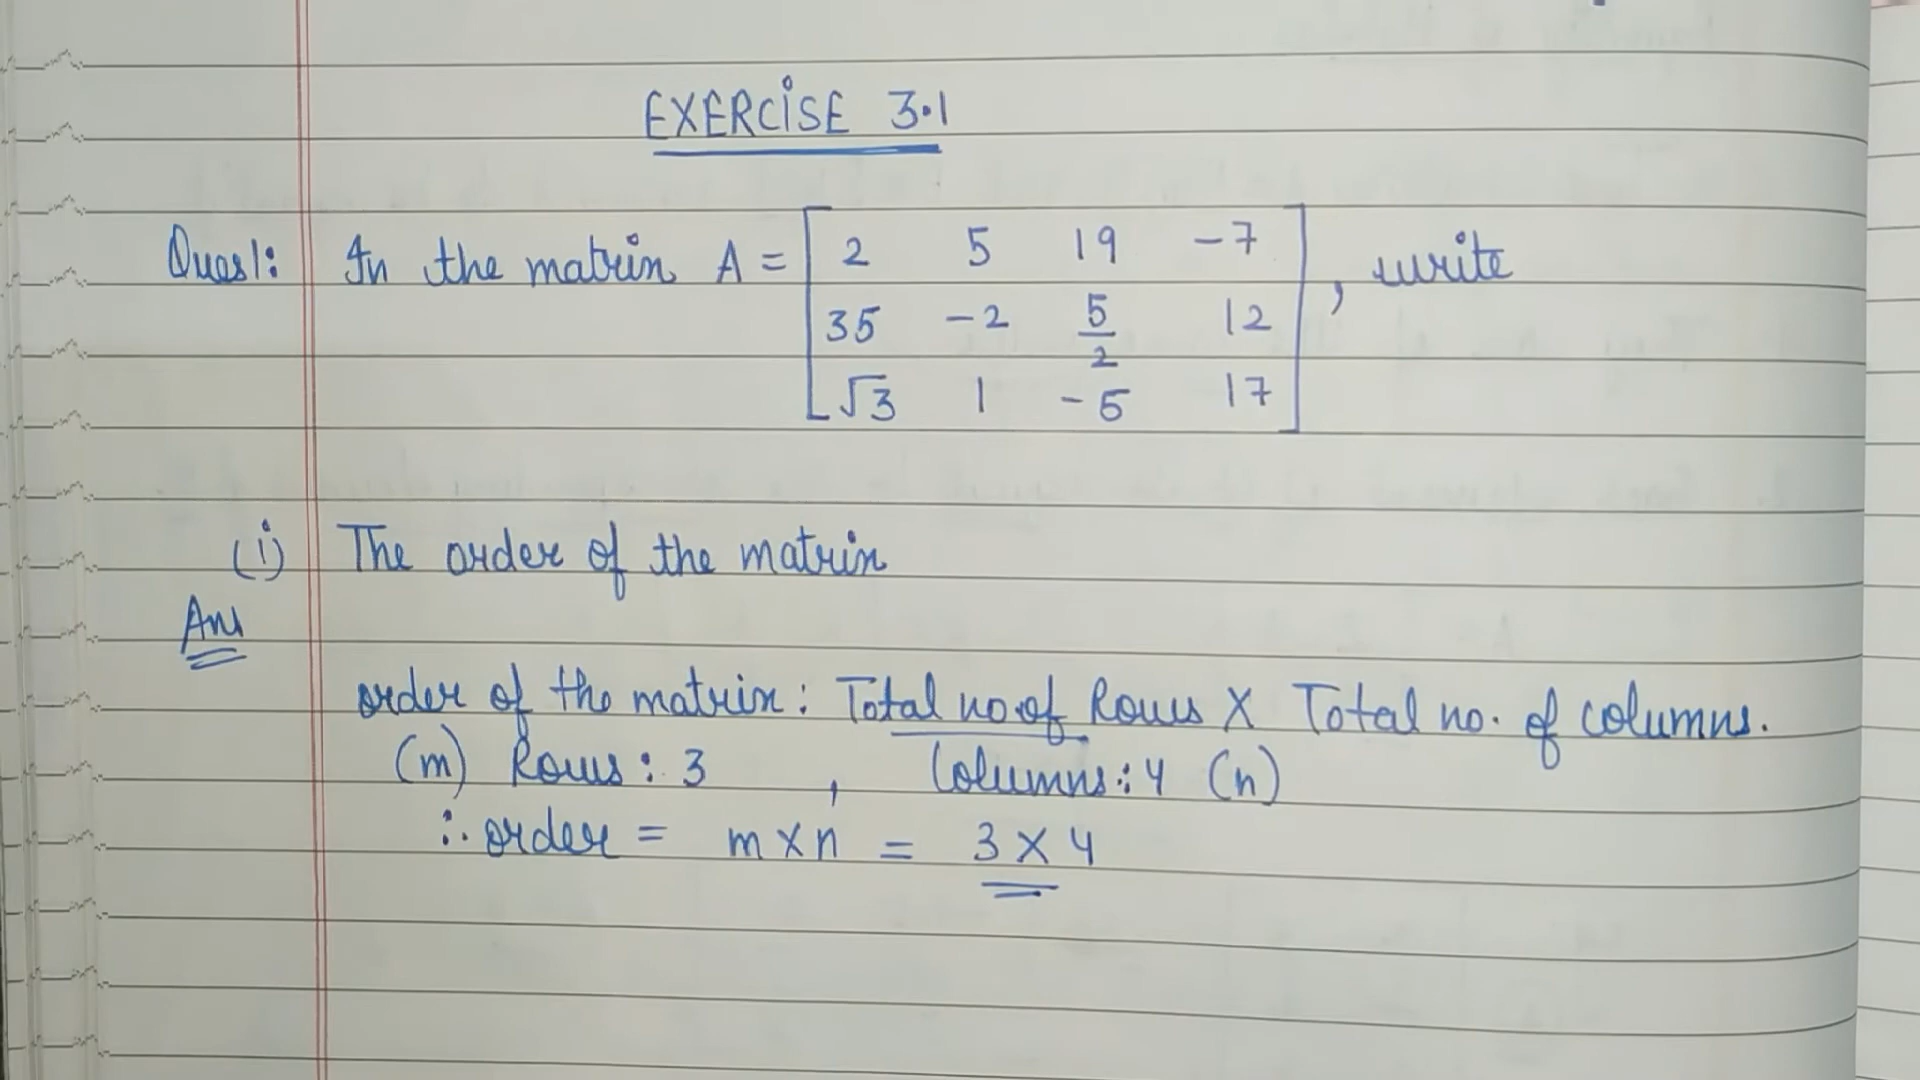 EXERCISE 3.1
Ques1: In the matrix A = [ 2 5 19 -7 ], write
35 -2 5/2 12
√3 1 -5 17
(i) The order of the matrix
Ans
order of the matrix : Total no. of Rows X Total no. of columns.
(m) Rows : 3 , Columns : 4 (n)
∴ order = m x n = 3 x 4